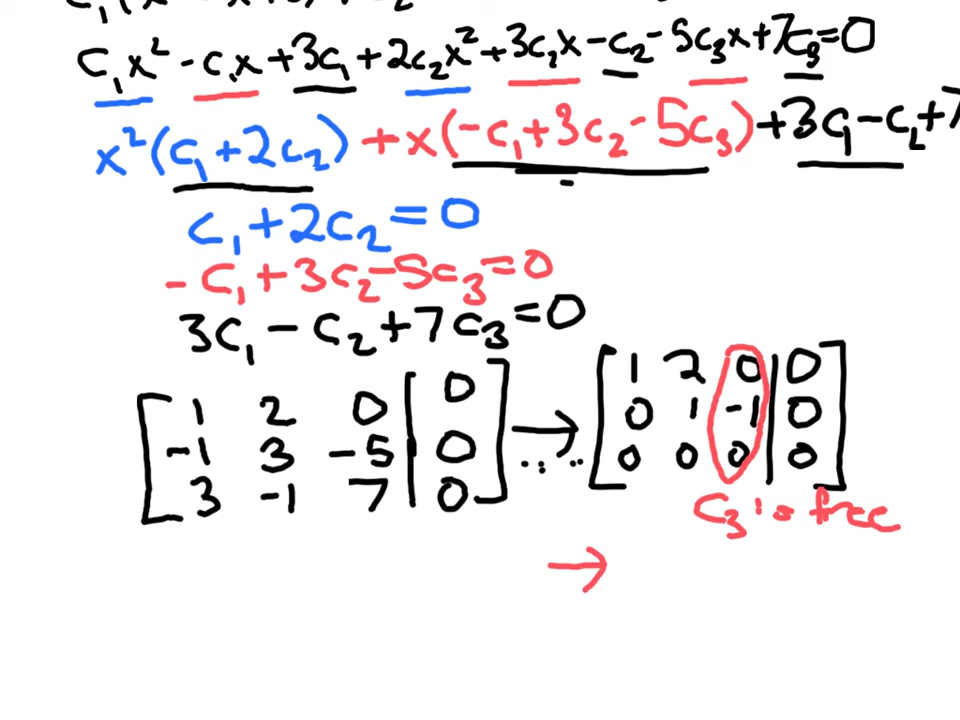 c₁x² - c₁x + 3c₁ + 2c₂x² + 3c₂x - c₂ - 5c₃x + 7c₃ = 0
x²(c₁ + 2c₂) + x(-c₁ + 3c₂ - 5c₃) + 3c₁ - c₂ + 7
c₁ + 2c₂ = 0
-c₁ + 3c₂ - 5c₃ = 0
3c₁ - c₂ + 7c₃ = 0
[ 1 2 0 | 0 ] → [ 1 2 0 | 0 ]
[ -1 3 -5 | 0 ] ... [ 0 1 -1 | 0 ]
[ 3 -1 7 | 0 ] [ 0 0 0 | 0 ]
c₃ is free
→